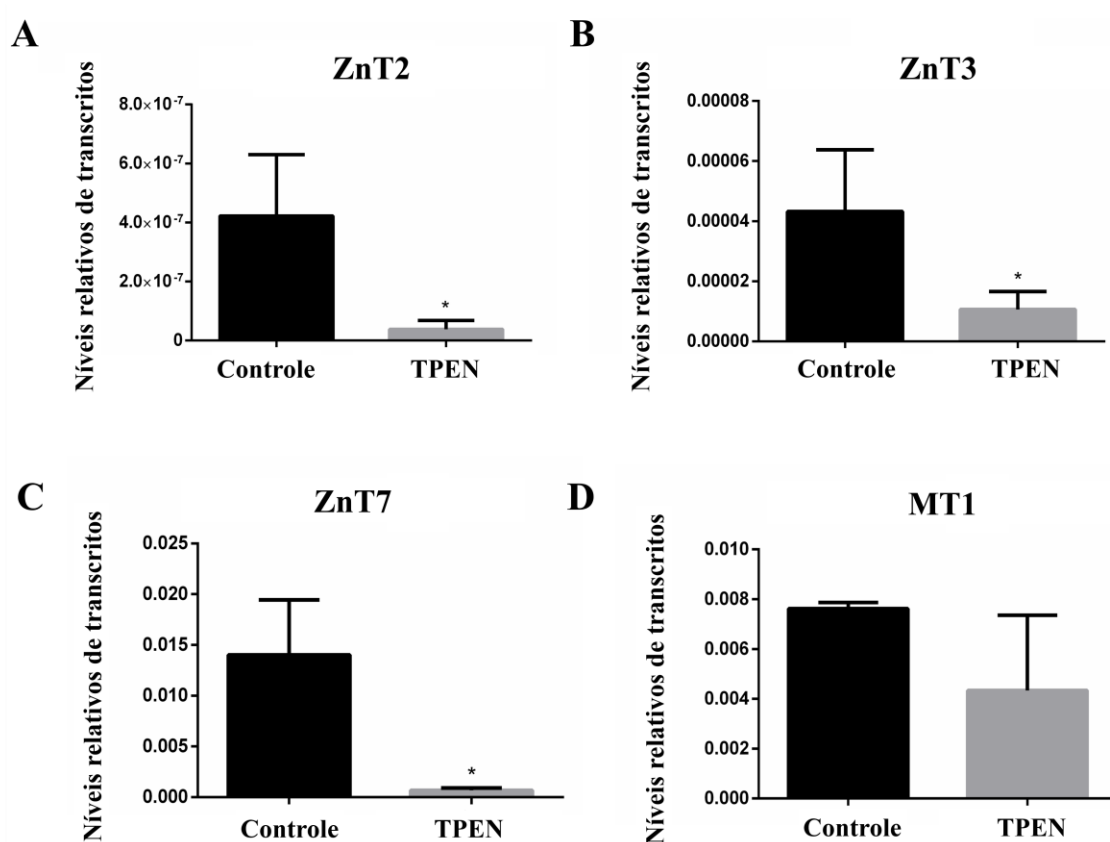 A
ZnT2
Níveis relativos de transcritos
8.0×10-7
6.0×10-7
4.0×10-7
2.0×10-7
0
*
Controle
TPEN
B
ZnT3
Níveis relativos de transcritos
0.00008
0.00006
0.00004
0.00002
0.00000
*
Controle
TPEN
C
ZnT7
Níveis relativos de transcritos
0.025
0.020
0.015
0.010
0.005
0.000
*
Controle
TPEN
D
MT1
Níveis relativos de transcritos
0.010
0.008
0.006
0.004
0.002
0.000
Controle
TPEN